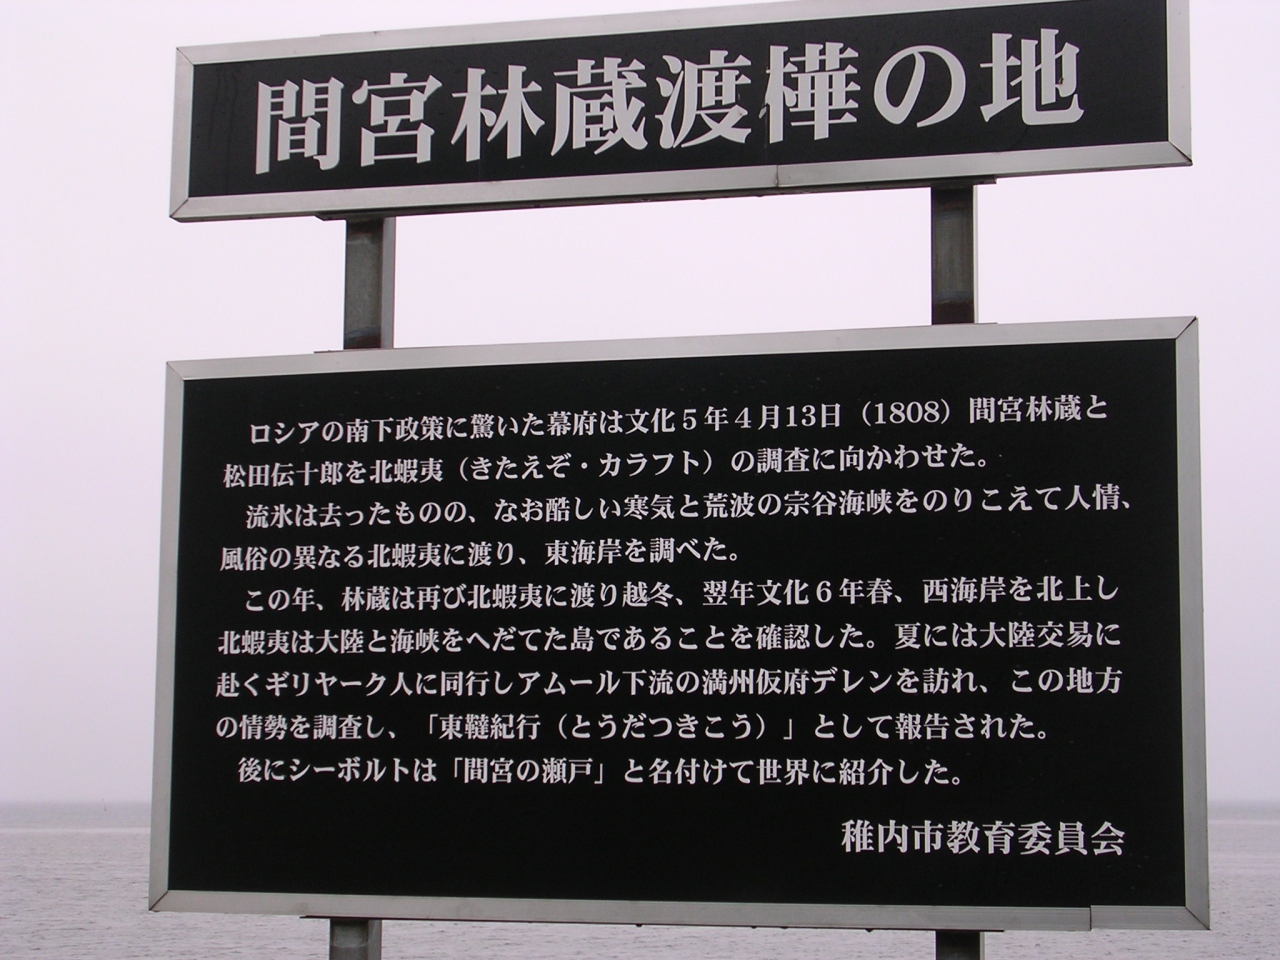 間宮林蔵渡樺の地
ロシアの南下政策に驚いた幕府は文化5年4月13日（1808）間宮林蔵と
松田伝十郎を北蝦夷（きたえぞ・カラフト）の調査に向かわせた。
流氷は去ったものの、なお酷しい寒気と荒波の宗谷海峡をのりこえて人情、
風俗の異なる北蝦夷に渡り、東海岸を調べた。
この年、林蔵は再び北蝦夷に渡り越冬、翌年文化6年春、西海岸を北上し
北蝦夷は大陸と海峡をへだてた島であることを確認した。夏には大陸交易に
赴くギリヤーク人に同行しアムール下流の満州仮府デレンを訪れ、この地方
の情勢を調査し、「東韃紀行（とうだつきこう）」として報告された。
後にシーボルトは「間宮の瀬戸」と名付けて世界に紹介した。
稚内市教育委員会